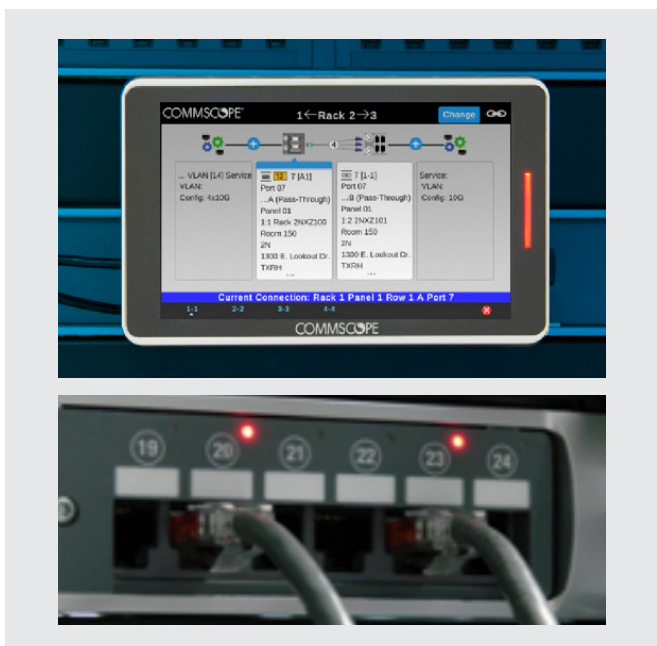 COMMSCOPE®
1←Rack 2→3
Change
4
... VLAN [14] Service
VLAN:
Config: 4x10G
12 7 [A1]
Port 07
...A (Pass-Through)
Panel 01
1:1 Rack 2NXZ100
Room 150
2N
1300 E. Lookout Dr.
TXRH
...
7 [1-1]
Port 07
...B (Pass-Through)
Panel 01
1:2 2NXZ101
Room 150
2N
1300 E. Lookout Dr.
TXRH
...
Service:
VLAN:
Config: 10G
Current Connection: Rack 1 Panel 1 Row 1 A Port 7
1-1
2-2
3-3
4-4
COMMSCOPE
19
20
21
22
23
24